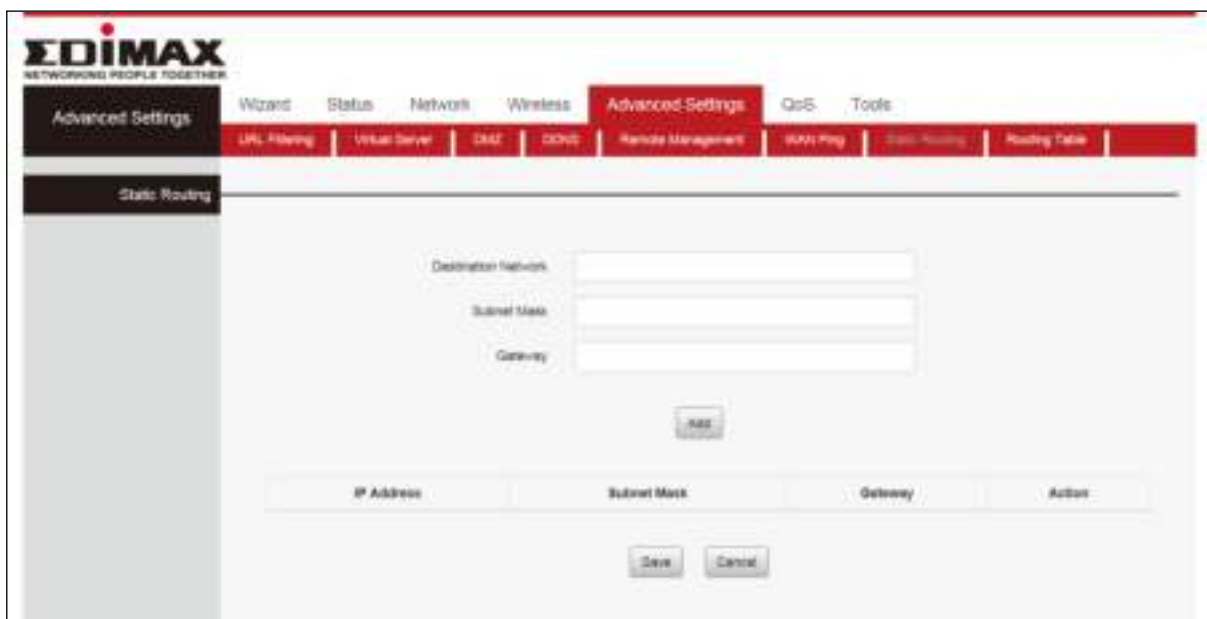 EDIMAX
NETWORKING PEOPLE TOGETHER
Advanced Settings
Wizard Status Network Wireless Advanced Settings QoS Tools
URL Filtering Virtual Server DMZ DDNS Remote Management WAN Ping Static Routing Routing Table
Static Routing
Destination Network
Subnet Mask
Gateway
Add
IP Address Subnet Mask Gateway Action
Save Cancel